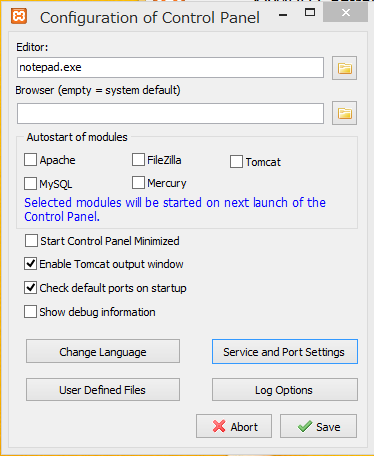 Configuration of Control Panel
Editor:
notepad.exe
Browser (empty = system default)
Autostart of modules
Apache
FileZilla
Tomcat
MySQL
Mercury
Selected modules will be started on next launch of the
Control Panel.
Start Control Panel Minimized
Enable Tomcat output window
Check default ports on startup
Show debug information
Change Language
Service and Port Settings
User Defined Files
Log Options
Abort
Save